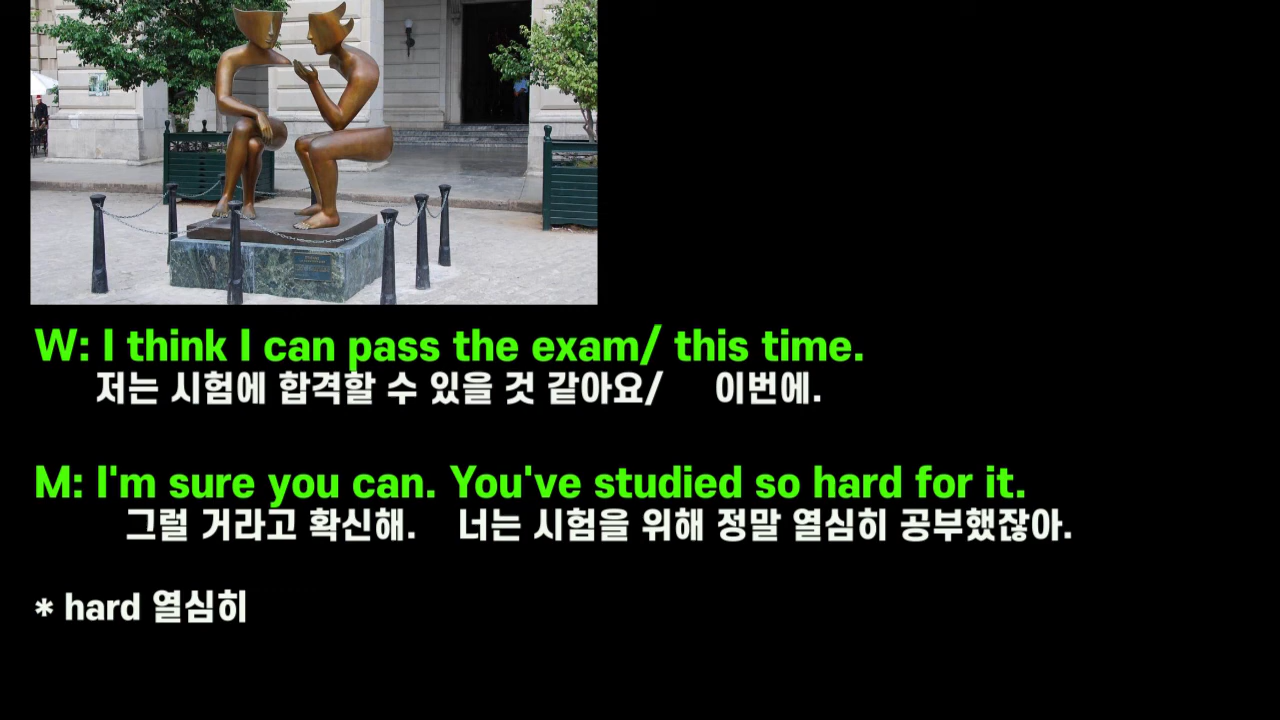 W: I think I can pass the exam/ this time.
저는 시험에 합격할 수 있을 것 같아요/ 이번에.
M: I'm sure you can. You've studied so hard for it.
그럴 거라고 확신해. 너는 시험을 위해 정말 열심히 공부했잖아.
* hard 열심히